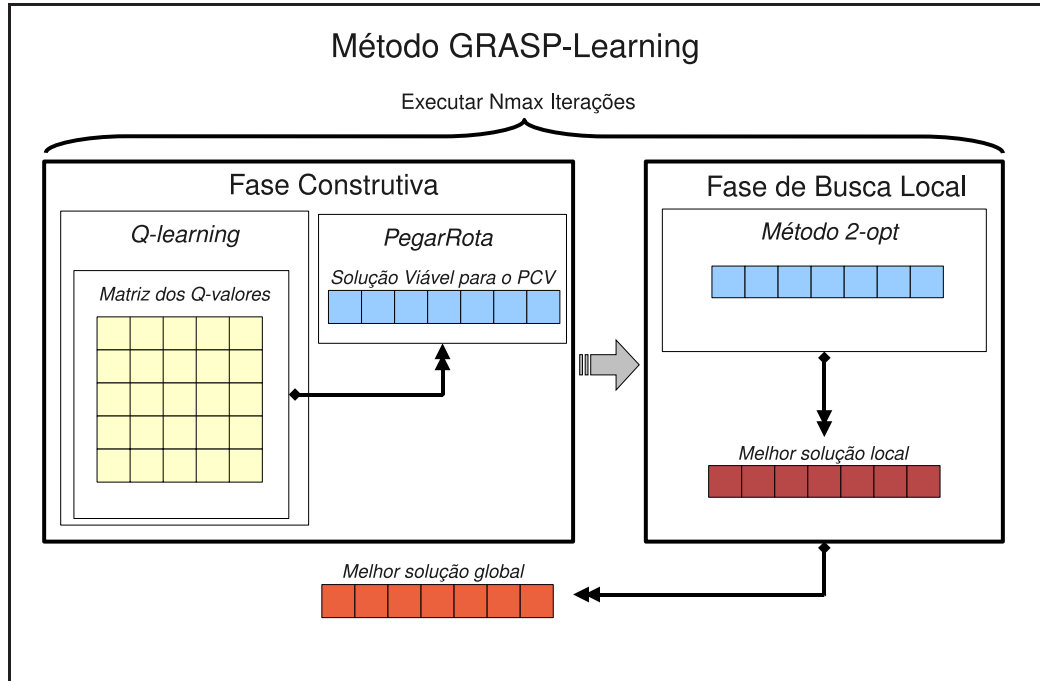 Método GRASP-Learning
Executar Nmax Iterações
Fase Construtiva
Q-learning
Matriz dos Q-valores
PegarRota
Solução Viável para o PCV
Fase de Busca Local
Método 2-opt
Melhor solução local
Melhor solução global